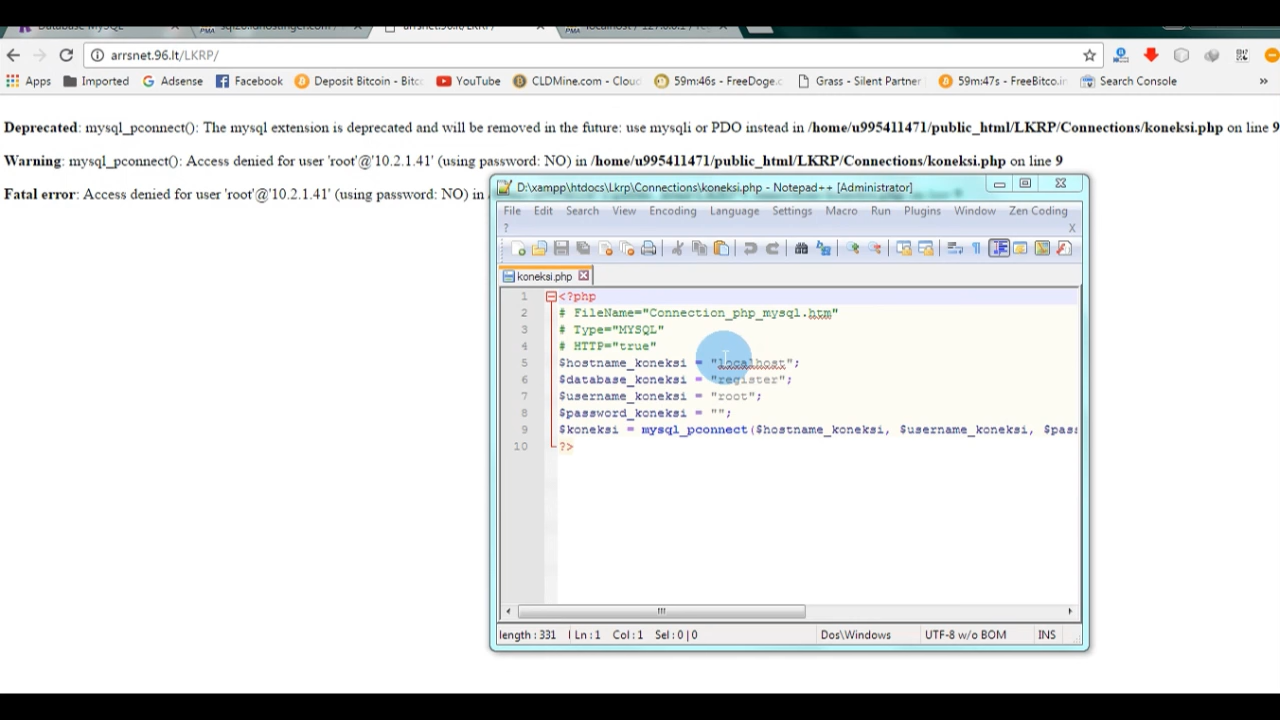 Database MySQL
arrsnet.96.lt/LKRP/
arrsnet.96.lt/LKRP/
Apps Imported Adsense Facebook Deposit Bitcoin - Bitc YouTube CLDMine.com - Cloud 59m:46s - FreeDoge.c Grass - Silent Partner 59m:47s - FreeBitco.in Search Console »
Deprecated: mysql_pconnect(): The mysql extension is deprecated and will be removed in the future: use mysqli or PDO instead in /home/u995411471/public_html/LKRP/Connections/koneksi.php on line 9
Warning: mysql_pconnect(): Access denied for user 'root'@'10.2.1.41' (using password: NO) in /home/u995411471/public_html/LKRP/Connections/koneksi.php on line 9
Fatal error: Access denied for user 'root'@'10.2.1.41' (using password: NO) in
D:\xampp\htdocs\Lkrp\Connections\koneksi.php - Notepad++ [Administrator]
File Edit Search View Encoding Language Settings Macro Run Plugins Window Zen Coding
? X
koneksi.php
1 <?php
2 # FileName="Connection_php_mysql.htm"
3 # Type="MYSQL"
4 # HTTP="true"
5 $hostname_koneksi = "localhost";
6 $database_koneksi = "register";
7 $username_koneksi = "root";
8 $password_koneksi = "";
9 $koneksi = mysql_pconnect($hostname_koneksi, $username_koneksi, $pas
10 ?>
length : 331 Ln : 1 Col : 1 Sel : 0 | 0 Dos\Windows UTF-8 w/o BOM INS